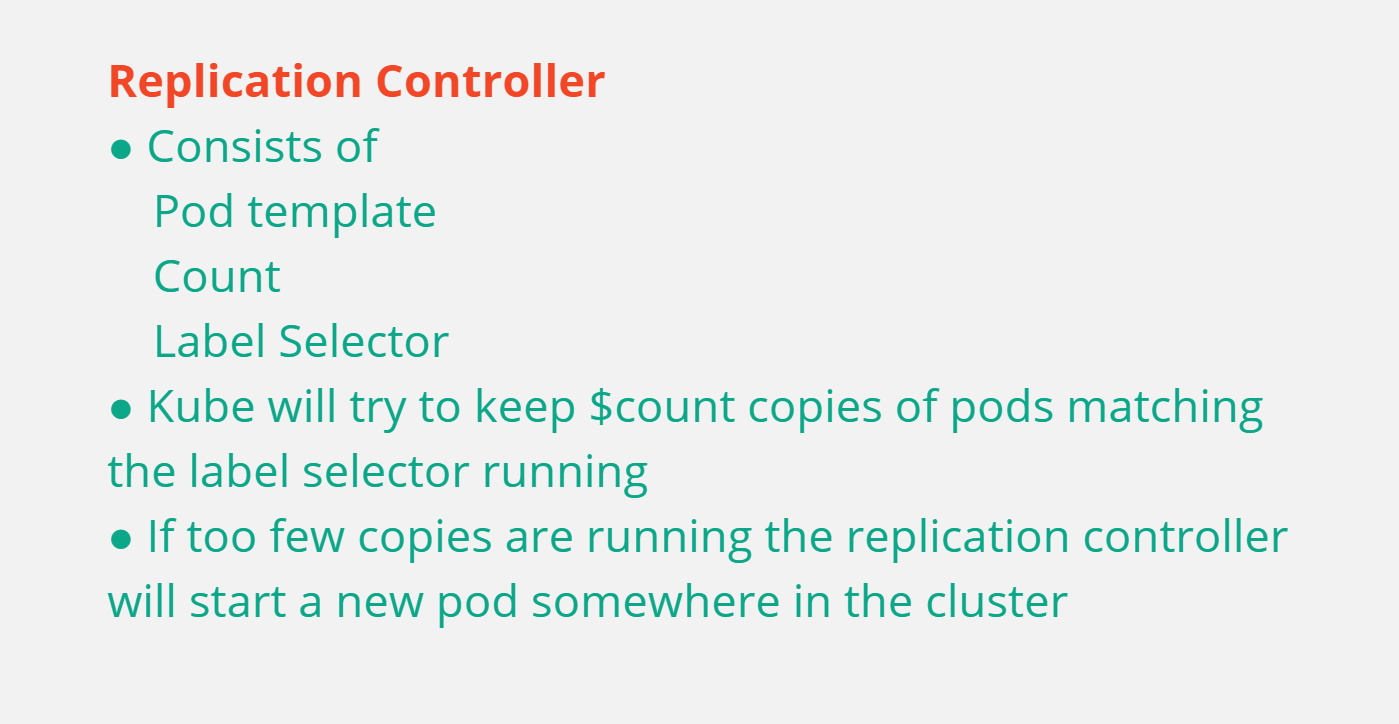 Replication Controller
● Consists of
Pod template
Count
Label Selector
● Kube will try to keep $count copies of pods matching
the label selector running
● If too few copies are running the replication controller
will start a new pod somewhere in the cluster